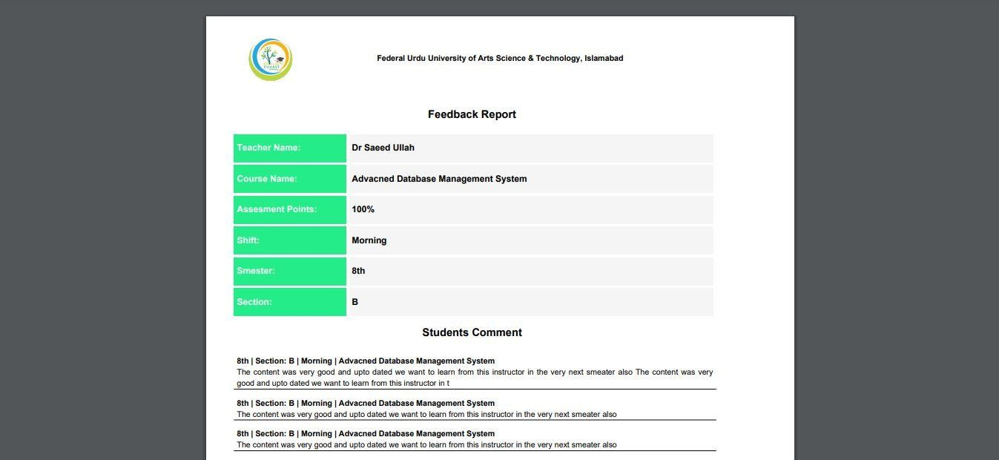 FUUAST
Federal Urdu University of Arts Science & Technology, Islamabad
Feedback Report
Teacher Name: Dr Saeed Ullah
Course Name: Advacned Database Management System
Assesment Points: 100%
Shift: Morning
Smester: 8th
Section: B
Students Comment
8th | Section: B | Morning | Advacned Database Management System
The content was very good and upto dated we want to learn from this instructor in the very next smeater also The content was very
good and upto dated we want to learn from this instructor in t
8th | Section: B | Morning | Advacned Database Management System
The content was very good and upto dated we want to learn from this instructor in the very next smeater also
8th | Section: B | Morning | Advacned Database Management System
The content was very good and upto dated we want to learn from this instructor in the very next smeater also